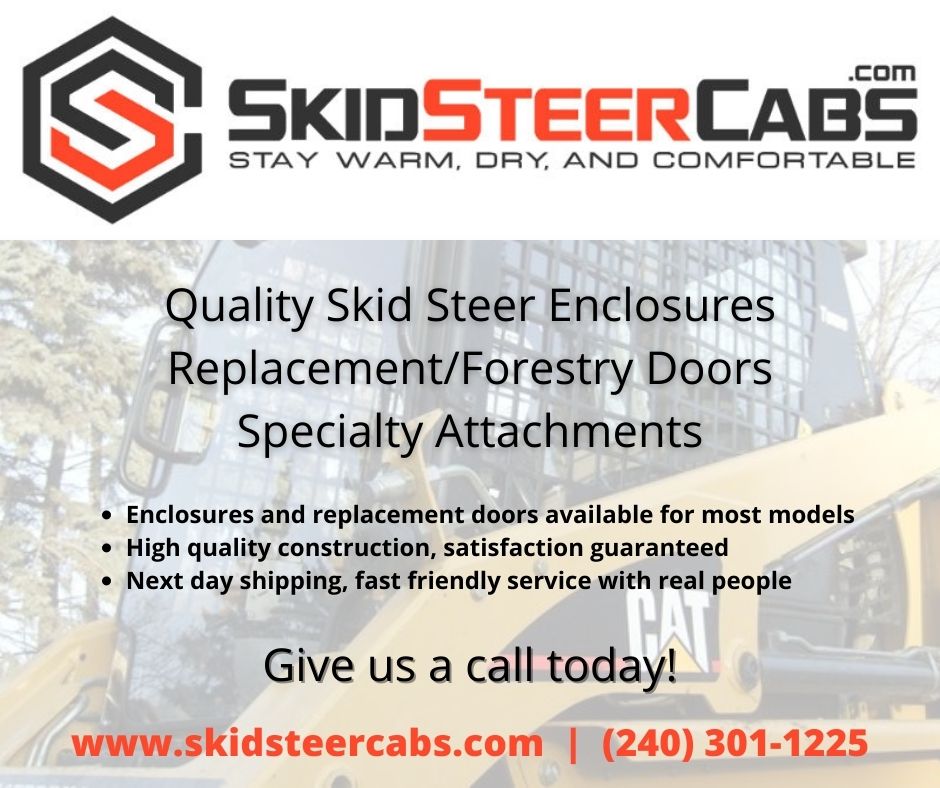 .com
SkidSteerCabs
STAY WARM, DRY, AND COMFORTABLE
Quality Skid Steer Enclosures
Replacement/Forestry Doors
Specialty Attachments
• Enclosures and replacement doors available for most models
• High quality construction, satisfaction guaranteed
• Next day shipping, fast friendly service with real people
CAT
Give us a call today!
www.skidsteercabs.com | (240) 301-1225